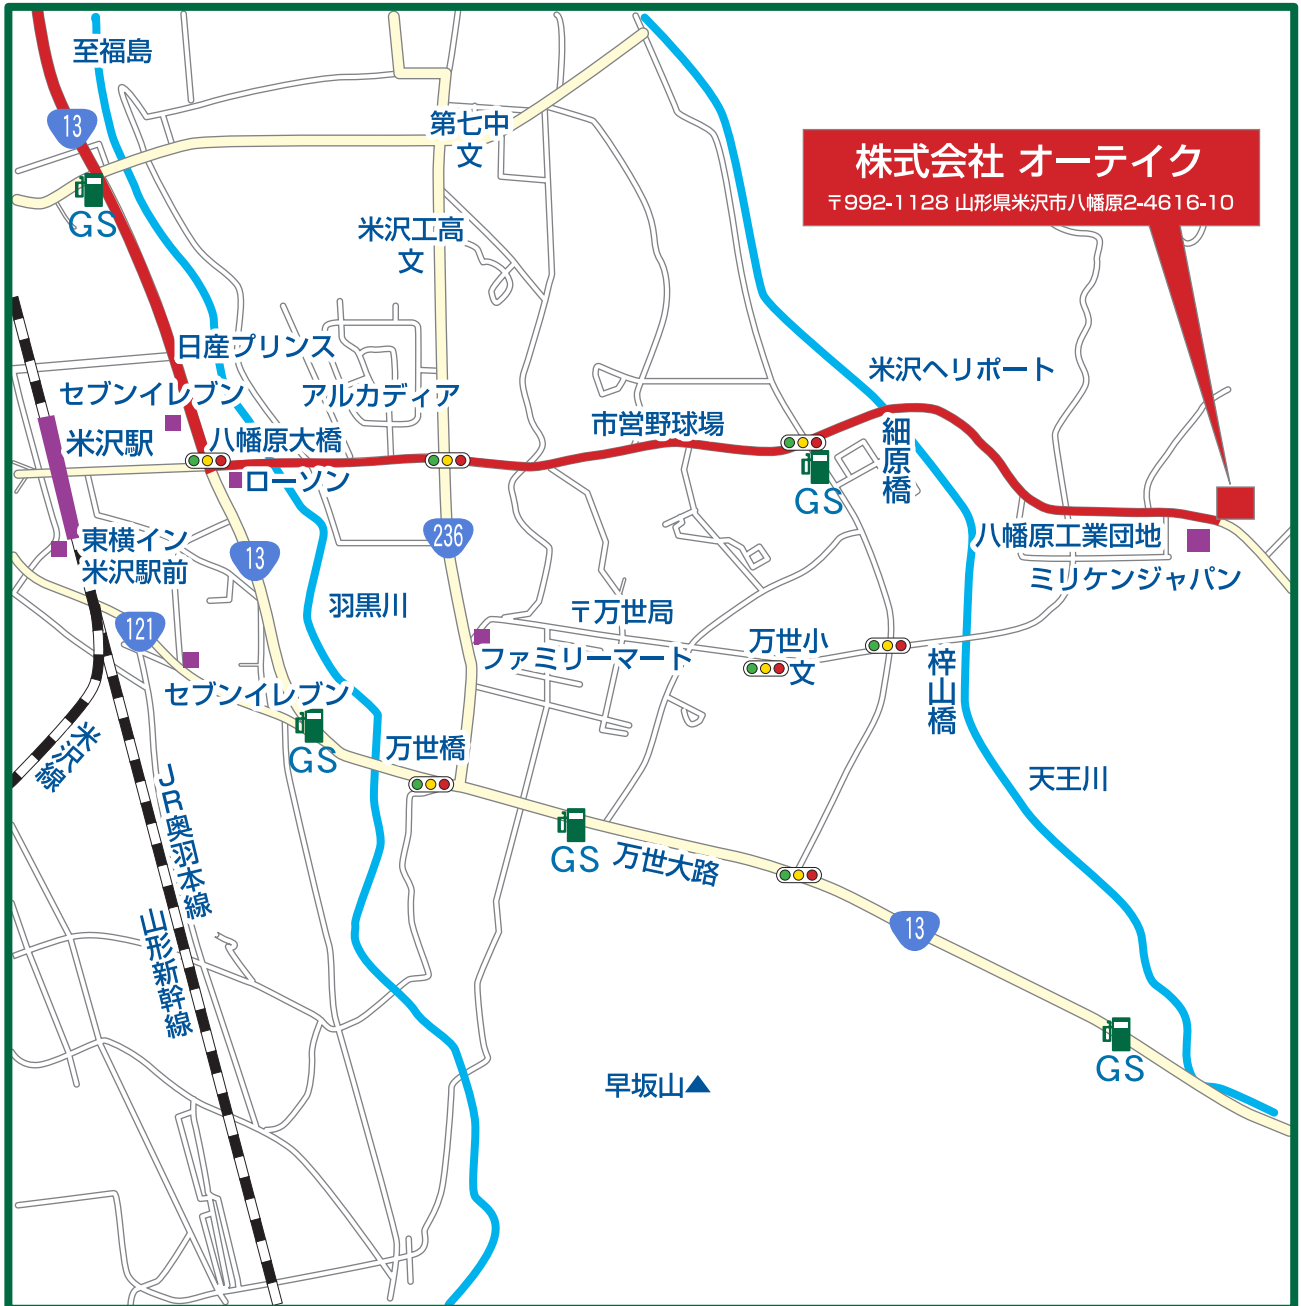 至福島
13
第七中
文
株式会社 オーテイク
〒992-1128 山形県米沢市八幡原2-4616-10
GS
米沢工高
文
日産プリンス
セブンイレブン
アルカディア
米沢ヘリポート
米沢駅
八幡原大橋
市営野球場
細原橋
ローソン
GS
東横イン
米沢駅前
13
236
八幡原工業団地
ミリケンジャパン
121
羽黒川
〒万世局
万世小
文
ファミリーマート
梓山橋
セブンイレブン
米沢線
GS
万世橋
天王川
JR奥羽本線
GS
万世大路
山形新幹線
13
GS
早坂山▲